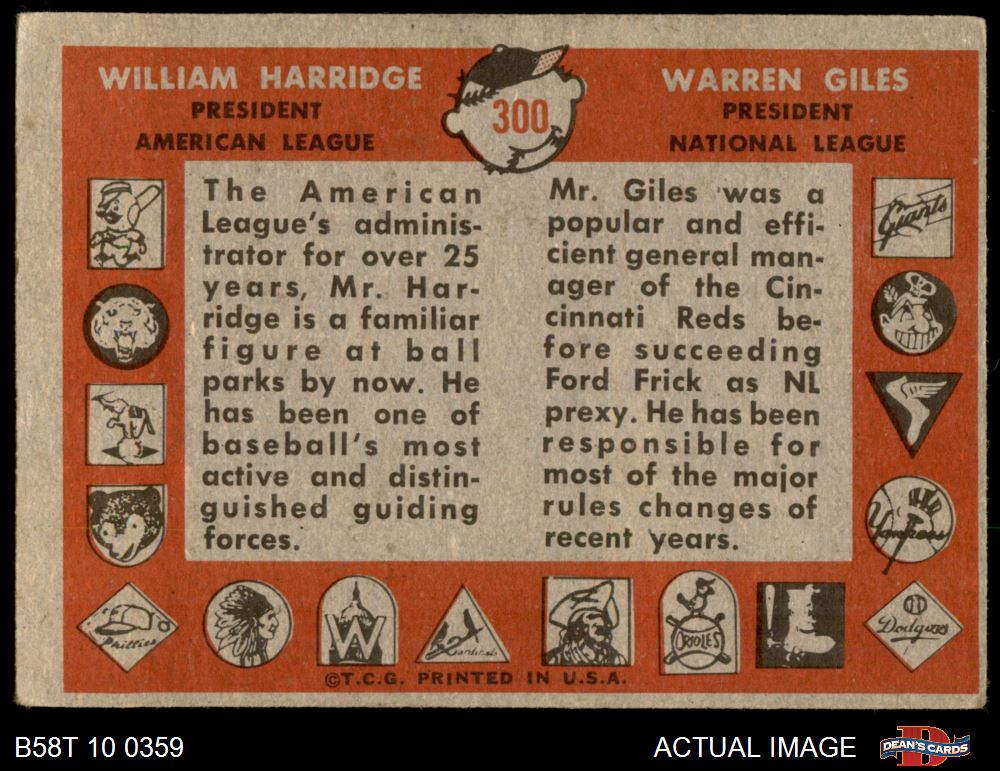 WILLIAM HARRIDGE
PRESIDENT
AMERICAN LEAGUE
300
WARREN GILES
PRESIDENT
NATIONAL LEAGUE
The American
League's adminis-
trator for over 25
years, Mr. Har-
ridge is a familiar
figure at ball
parks by now. He
has been one of
baseball's most
active and distin-
guished guiding
forces.
Mr. Giles was a
popular and effi-
cient general man-
ager of the Cin-
cinnati Reds be-
fore succeeding
Ford Frick as NL
prexy. He has been
responsible for
most of the major
rules changes of
recent years.
Giants
Yankees
Phillies
W
Cardinals
ORIOLES
Dodgers
©T.C.G. PRINTED IN U.S.A.
B58T 10 0359
ACTUAL IMAGE
DEAN'S CARDS